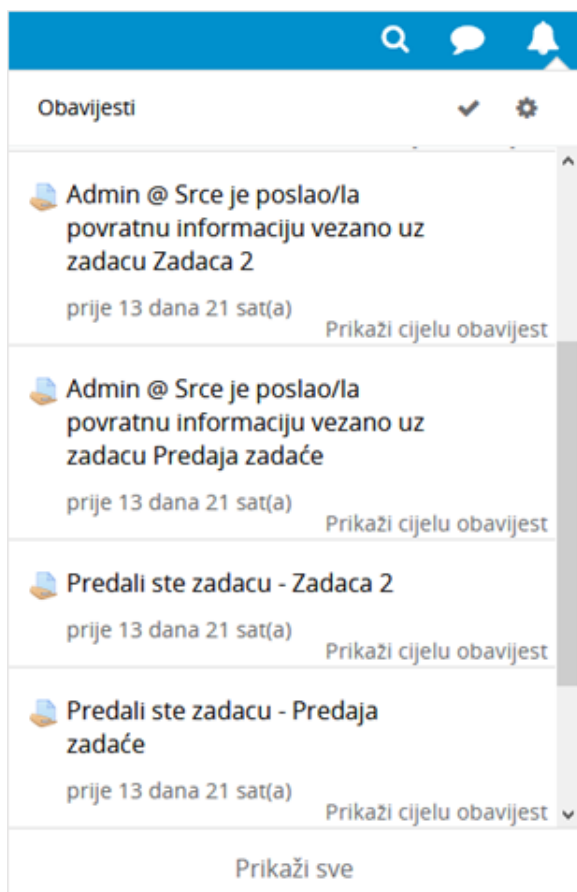 Obavijesti
Admin @ Srce je poslao/la
povratnu informaciju vezano uz
zadacu Zadaca 2
prije 13 dana 21 sat(a)
Prikaži cijelu obavijest
Admin @ Srce je poslao/la
povratnu informaciju vezano uz
zadacu Predaja zadaće
prije 13 dana 21 sat(a)
Prikaži cijelu obavijest
Predali ste zadacu - Zadaca 2
prije 13 dana 21 sat(a)
Prikaži cijelu obavijest
Predali ste zadacu - Predaja
zadaće
prije 13 dana 21 sat(a)
Prikaži cijelu obavijest
Prikaži sve